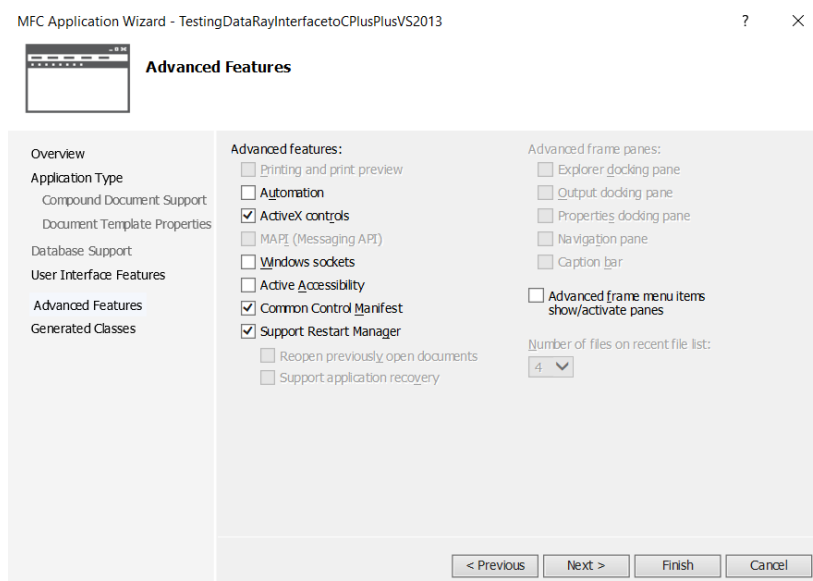 MFC Application Wizard - TestingDataRayInterfacetoCPlusPlusVS2013
?
Advanced Features
Overview
Application Type
Compound Document Support
Document Template Properties
Database Support
User Interface Features
Advanced Features
Generated Classes
Advanced features:
Printing and print preview
Automation
ActiveX controls
MAPI (Messaging API)
Windows sockets
Active Accessibility
Common Control Manifest
Support Restart Manager
Reopen previously open documents
Support application recovery
Advanced frame panes:
Explorer docking pane
Output docking pane
Properties docking pane
Navigation pane
Caption bar
Advanced frame menu items
show/activate panes
Number of files on recent file list:
4
< Previous
Next >
Finish
Cancel